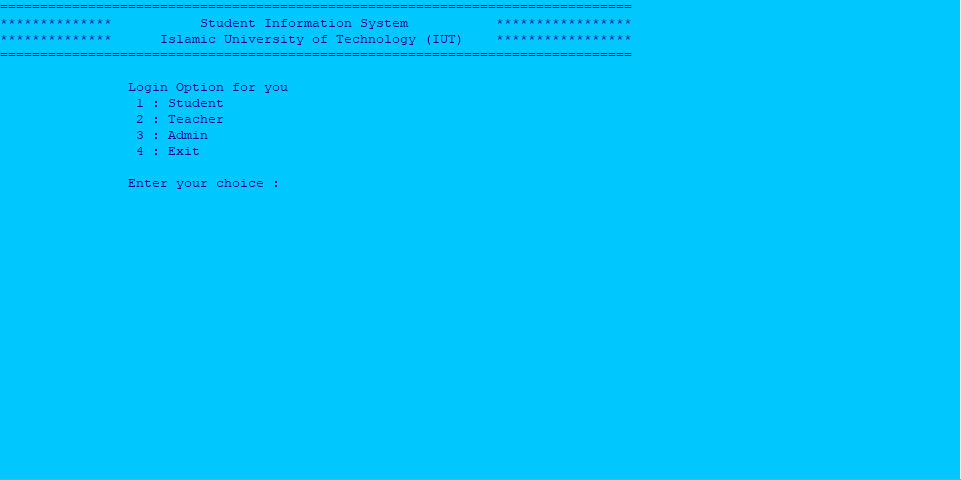 ===============================================================================
**************           Student Information System           *****************
**************      Islamic University of Technology (IUT)    *****************
===============================================================================
Login Option for you
1 : Student
2 : Teacher
3 : Admin
4 : Exit
Enter your choice :